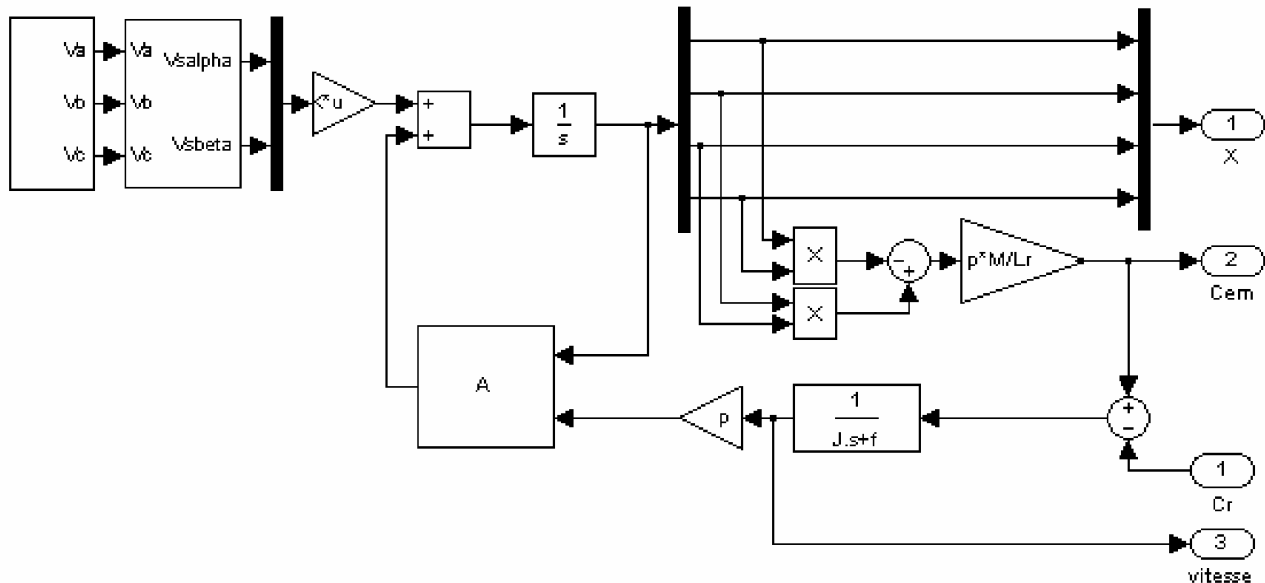 Va
Vb
Vc
Va
Vb
Vc
Vsalpha
Vsbeta
<* u
+
+
1
s
1
X
X
X
-
+
p*M/Lr
2
Cem
A
p
1
J.s+f
+
-
1
Cr
3
vitesse